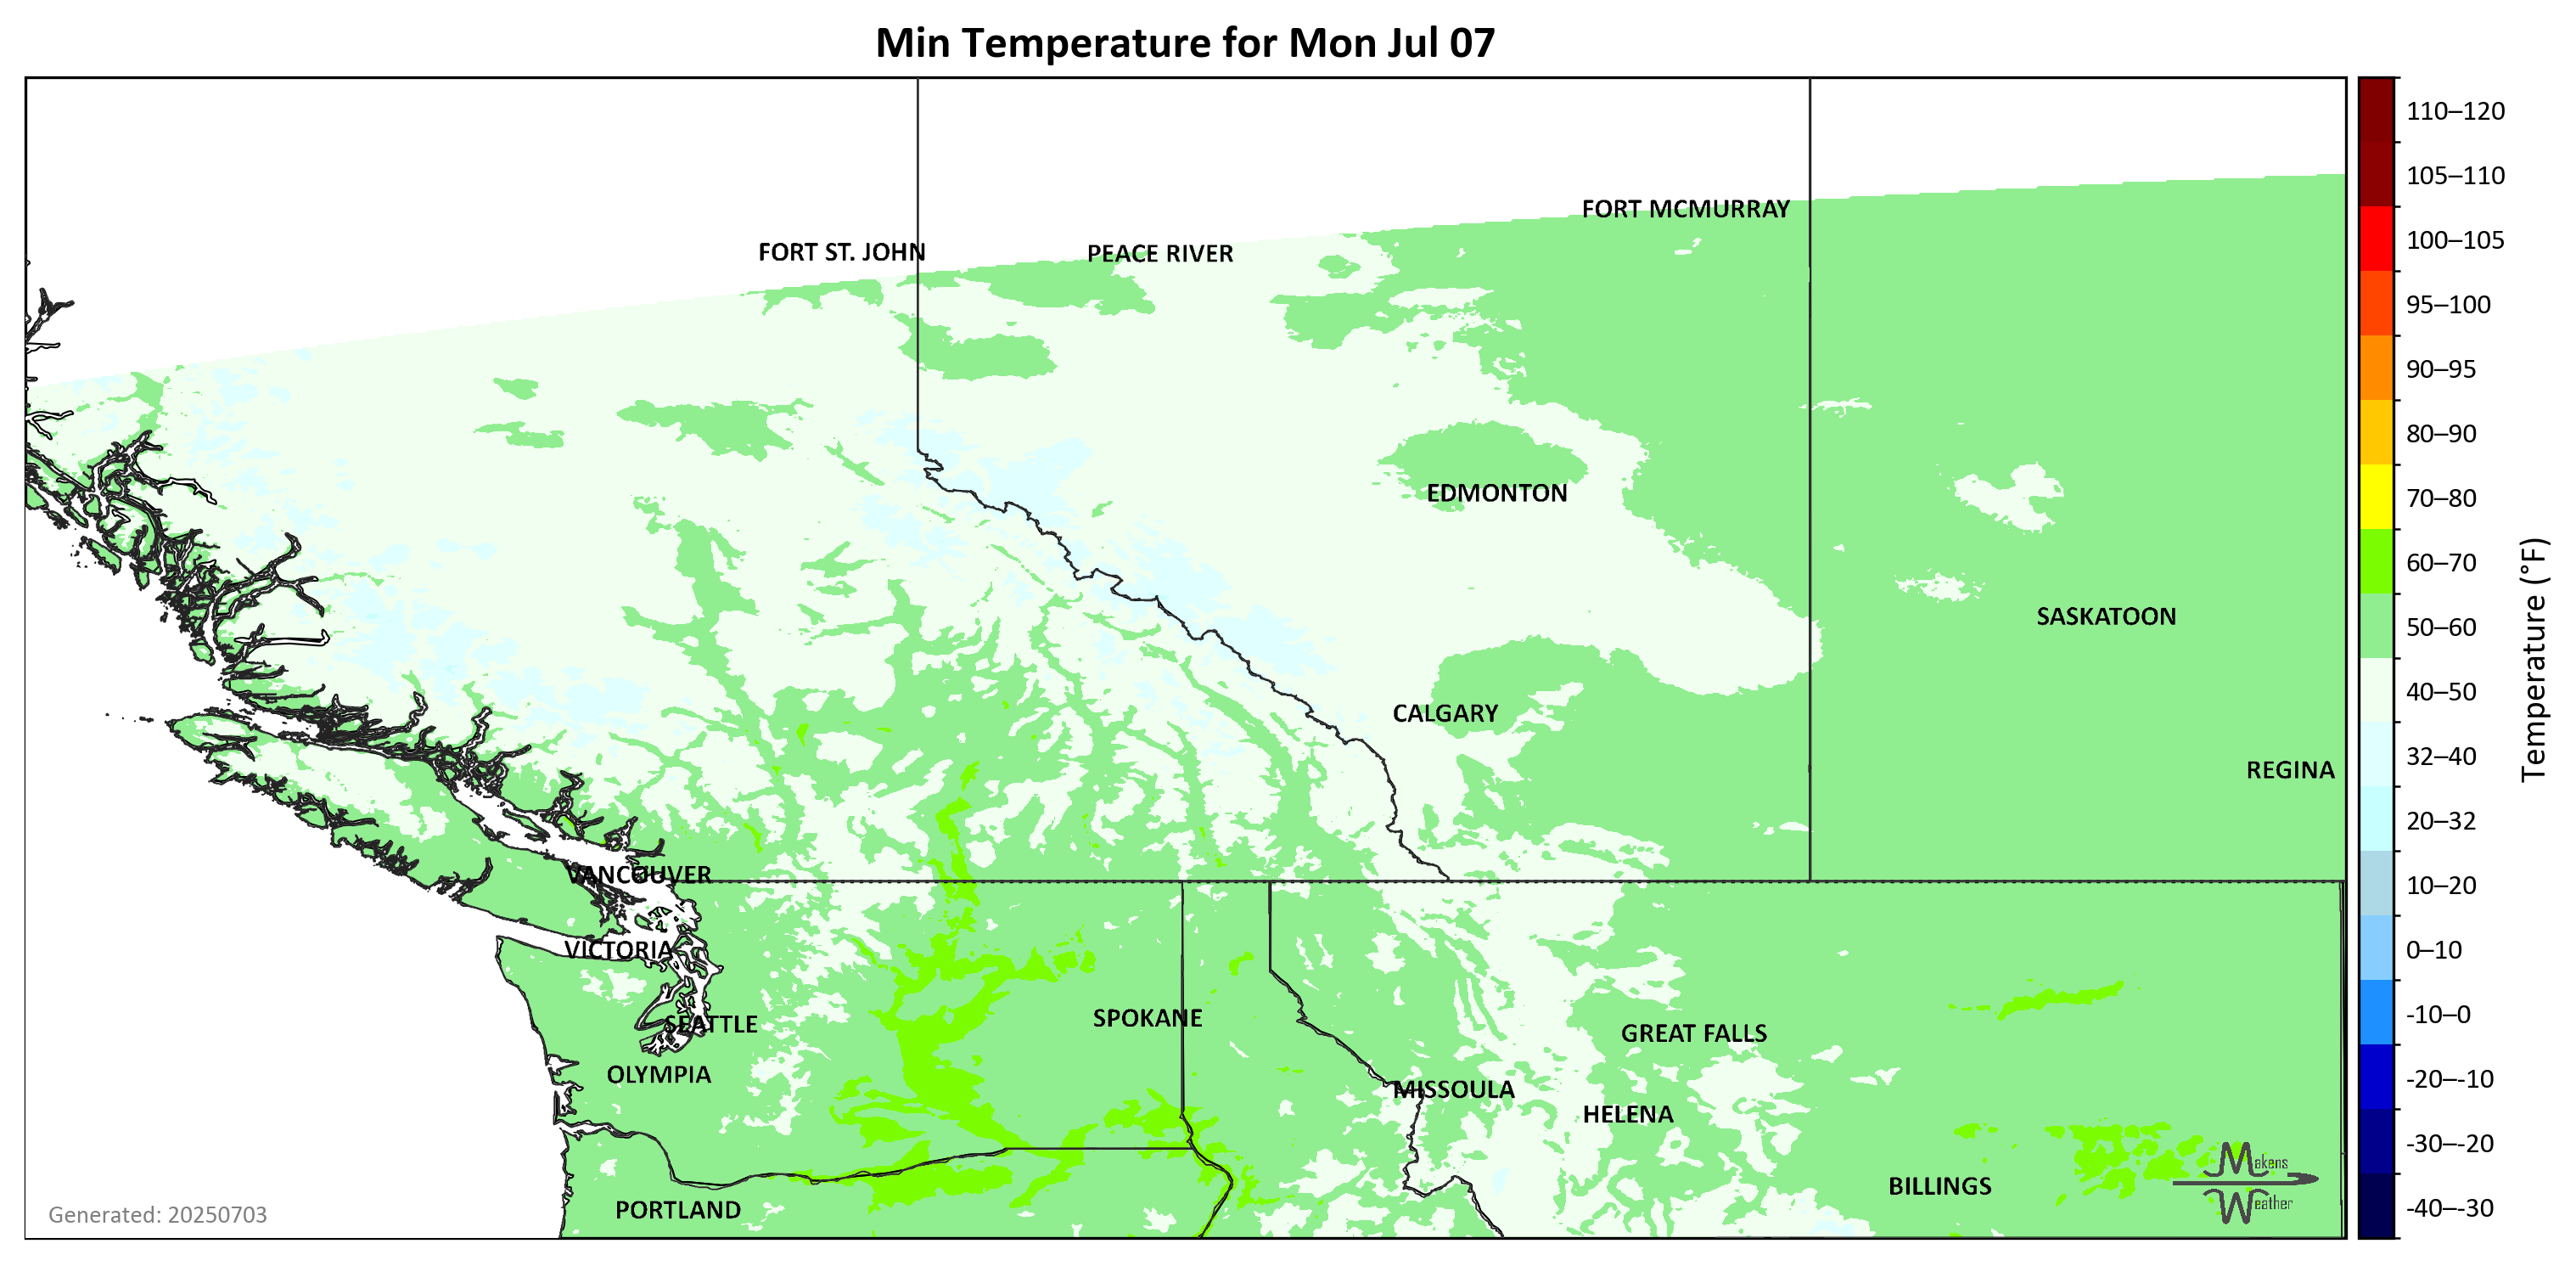 Min Temperature for Mon Jul 07
110–120
105–110
FORT MCMURRAY
100–105
FORT ST. JOHN
PEACE RIVER
95–100
90–95
80–90
EDMONTON
70–80
60–70
SASKATOON
50–60
Temperature (°F)
40–50
CALGARY
32–40
REGINA
20–32
VANCOUVER
10–20
VICTORIA
0–10
SEATTLE
SPOKANE
GREAT FALLS
-10–0
OLYMPIA
MISSOULA
-20–-10
HELENA
-30–-20
Makens
Weather
BILLINGS
PORTLAND
-40–-30
Generated: 20250703